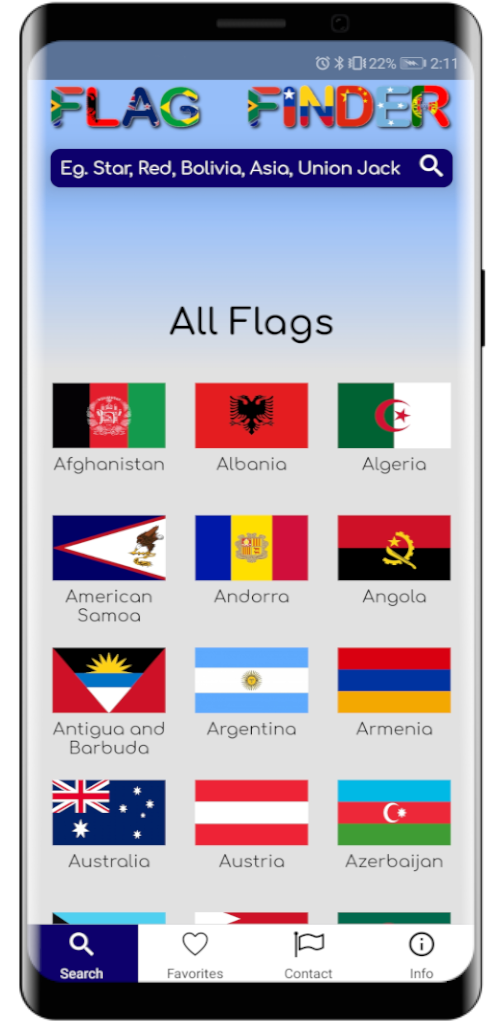 22% 2:11
FLAG FINDER
Eg. Star, Red, Bolivia, Asia, Union Jack
All Flags
Afghanistan Albania Algeria
American Samoa Andorra Angola
Antigua and Barbuda Argentina Armenia
Australia Austria Azerbaijan
Search Favorites Contact Info